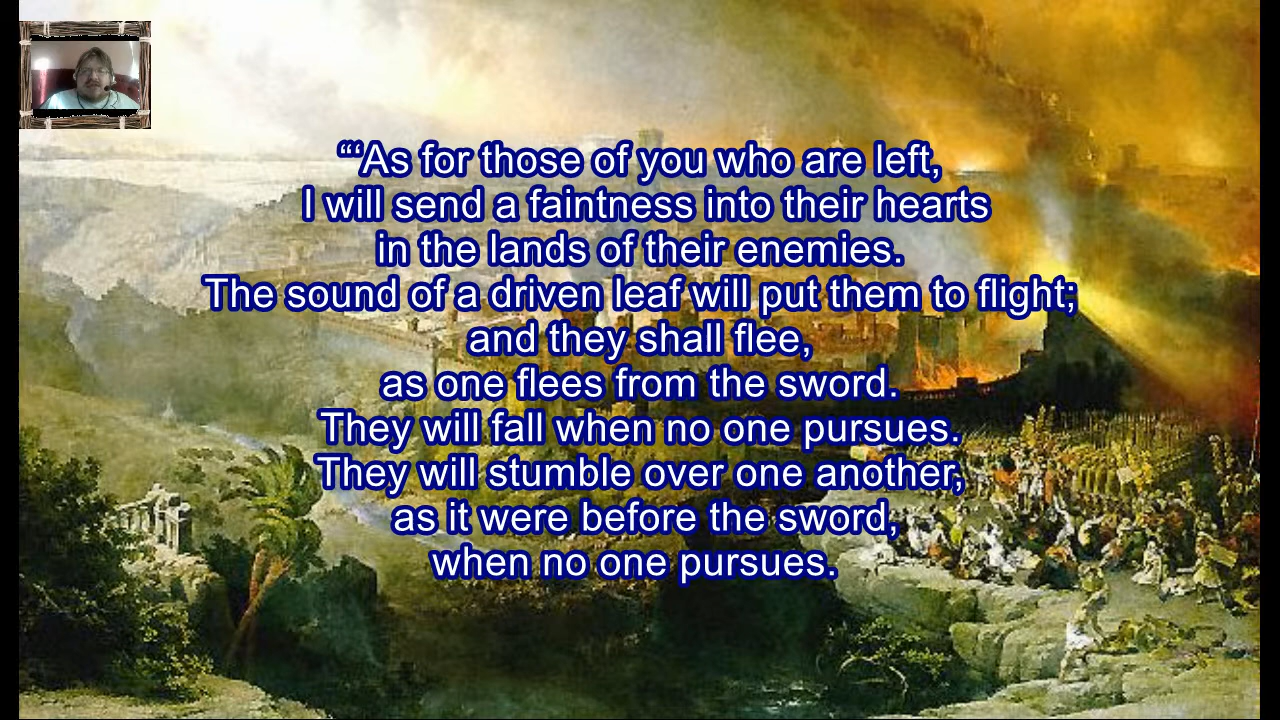 “‘As for those of you who are left,
I will send a faintness into their hearts
in the lands of their enemies.
The sound of a driven leaf will put them to flight;
and they shall flee,
as one flees from the sword.
They will fall when no one pursues.
They will stumble over one another,
as it were before the sword,
when no one pursues.